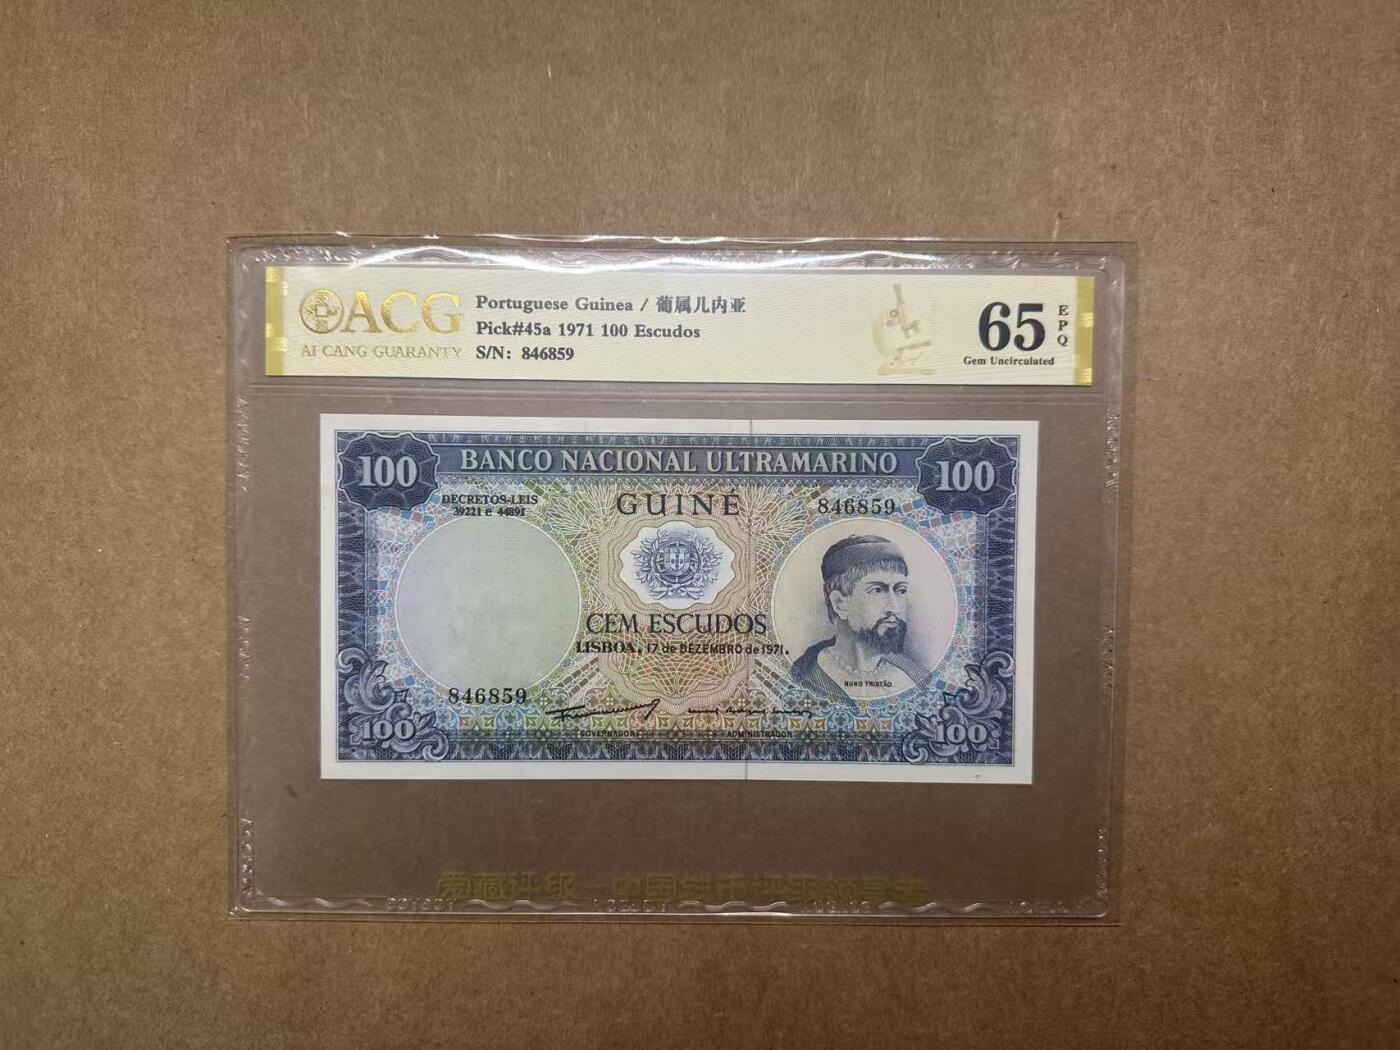 ACG
AI CANG GUARANTY
Portuguese Guinea / 葡属几内亚
Pick#45a 1971 100 Escudos
S/N: 846859
65 EPQ
Gem Uncirculated
100 BANCO NACIONAL ULTRAMARINO 100
DECRETOS-LEIS
39221 e 44891
GUINÉ
846859
CEM ESCUDOS
LISBOA, 17 de DEZEMBRO de 1971.
NUNO TRISTÃO
846859
GOVERNADOR
ADMINISTRADOR
100 100